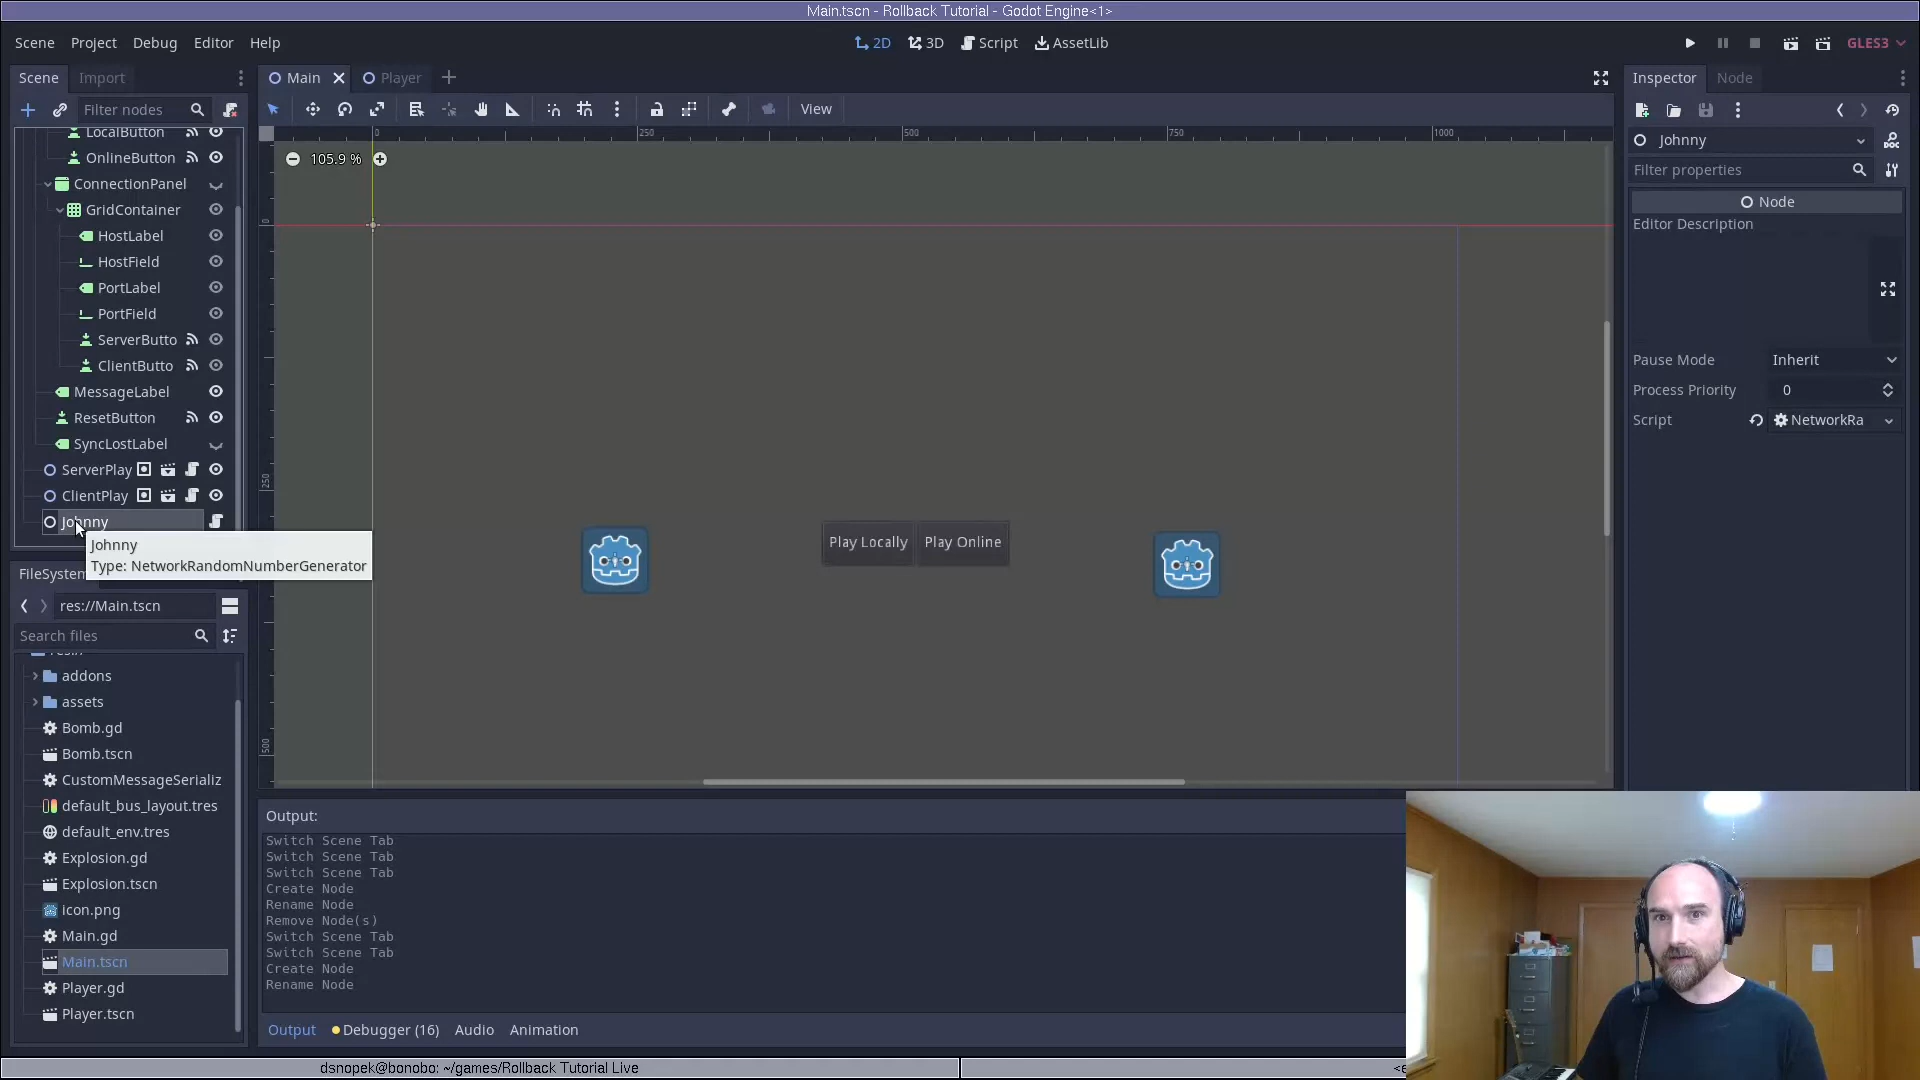 Main.tscn - Rollback Tutorial - Godot Engine<1>
Scene Project Debug Editor Help
2D 3D Script AssetLib
GLES3
Scene Import
Main Player
Inspector Node
Filter nodes
View
LocalButton
OnlineButton
ConnectionPanel
GridContainer
HostLabel
HostField
PortLabel
PortField
ServerButto
ClientButto
MessageLabel
ResetButton
SyncLostLabel
ServerPlay
ClientPlay
Johnny
Johnny
Type: NetworkRandomNumberGenerator
FileSystem
res://Main.tscn
Search files
addons
assets
Bomb.gd
Bomb.tscn
CustomMessageSerializ
default_bus_layout.tres
default_env.tres
Explosion.gd
Explosion.tscn
icon.png
Main.gd
Main.tscn
Player.gd
Player.tscn
0 250 500 750 1000
105.9 %
0
250
500
Play Locally Play Online
Output:
Switch Scene Tab
Switch Scene Tab
Switch Scene Tab
Create Node
Rename Node
Remove Node(s)
Switch Scene Tab
Switch Scene Tab
Create Node
Rename Node
Output Debugger (16) Audio Animation
Johnny
Filter properties
Node
Editor Description
Pause Mode Inherit
Process Priority 0
Script NetworkRa
dsnopek@bonobo: ~/games/Rollback Tutorial Live